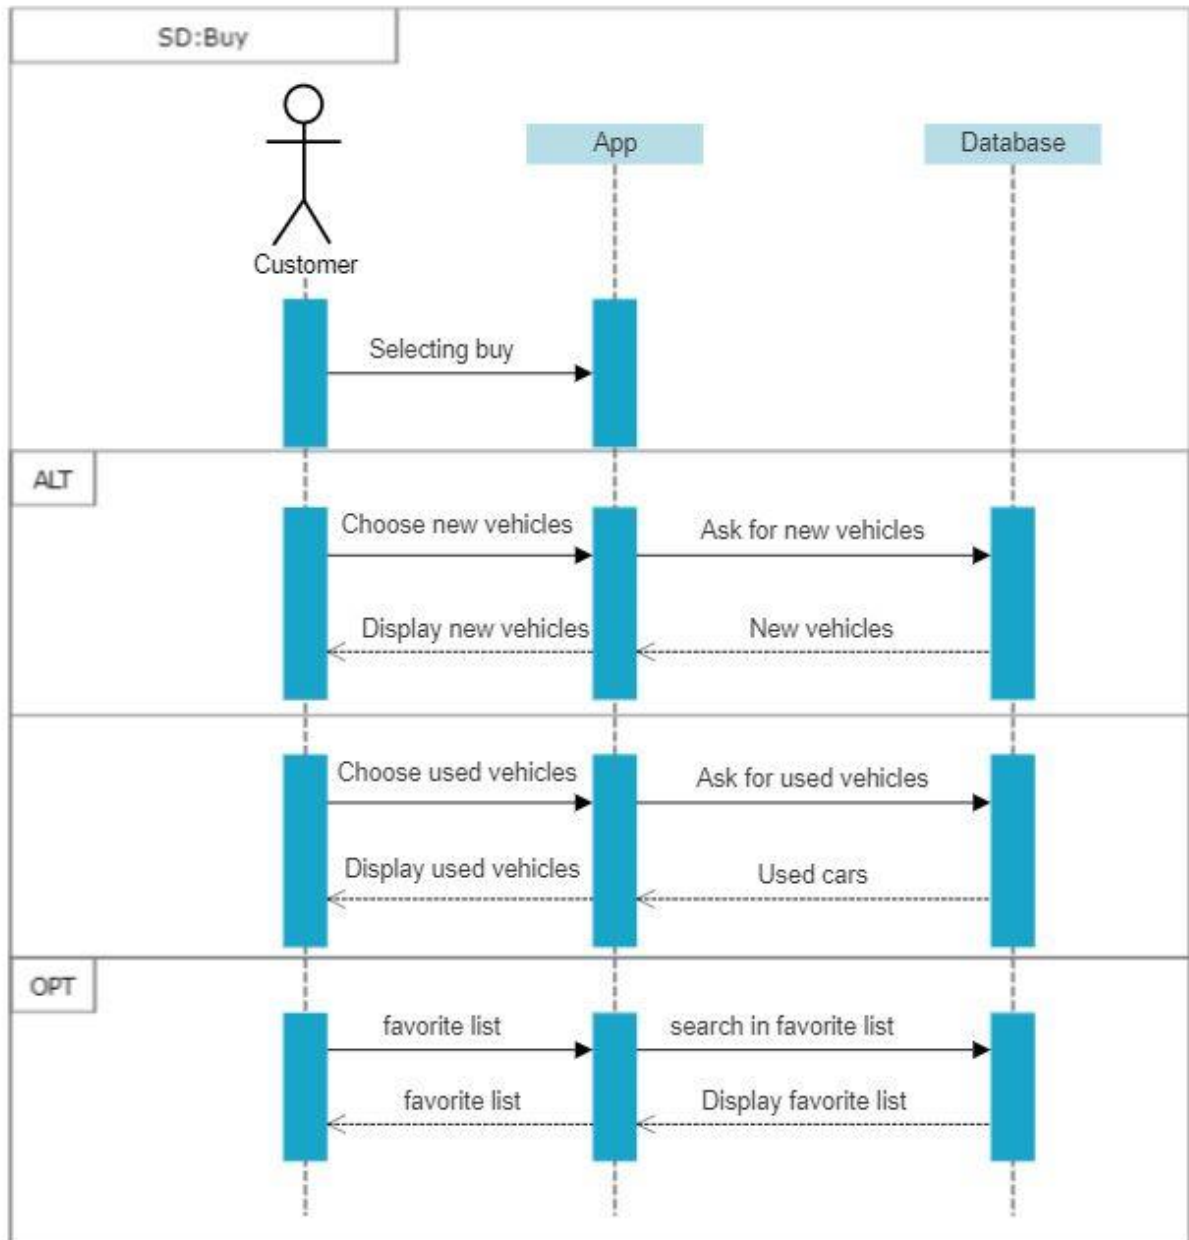 SD:Buy
App
Database
Customer
Selecting buy
ALT
Choose new vehicles
Ask for new vehicles
Display new vehicles
New vehicles
Choose used vehicles
Ask for used vehicles
Display used vehicles
Used cars
OPT
favorite list
search in favorite list
favorite list
Display favorite list